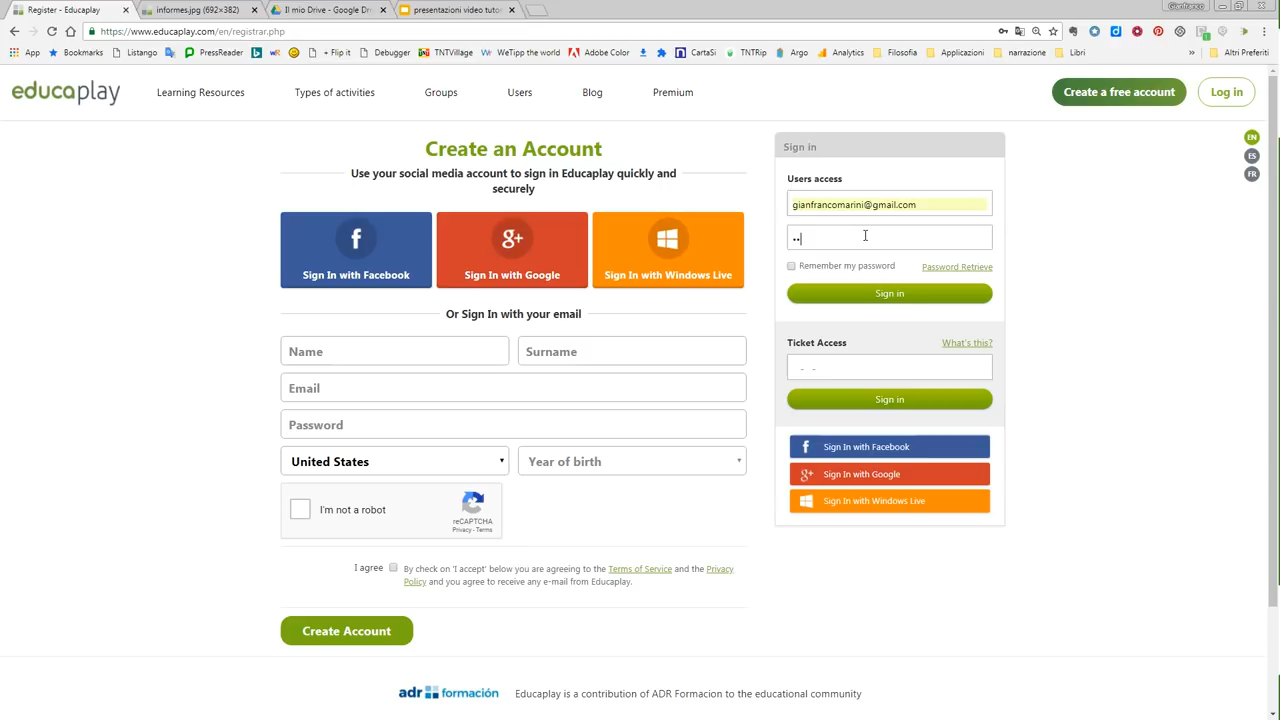 Register - Educaplay
informes.jpg (692×382)
Il mio Drive - Google Dri
presentazioni video tutor
Gianfranco
https://www.educaplay.com/en/registrar.php
App
Bookmarks
Listango
PressReader
+ Flip it
Debugger
TNTVillage
WeTipp the world
Adobe Color
CartaSi
TNTRip
Argo
Analytics
Filosofia
Applicazioni
narrazione
Libri
»
Altri Preferiti
educaplay
Learning Resources
Types of activities
Groups
Users
Blog
Premium
Create a free account
Log in
EN
ES
FR
Create an Account
Use your social media account to sign in Educaplay quickly and
securely
Sign In with Facebook
Sign In with Google
Sign In with Windows Live
Or Sign In with your email
Name
Surname
Email
Password
United States
Year of birth
I'm not a robot
reCAPTCHA
Privacy - Terms
I agree
By check on 'I accept' below you are agreeing to the Terms of Service and the Privacy
Policy and you agree to receive any e-mail from Educaplay.
Create Account
Sign in
Users access
gianfrancomarini@gmail.com
••
Remember my password
Password Retrieve
Sign in
Ticket Access
What's this?
- -
Sign in
Sign In with Facebook
Sign In with Google
Sign In with Windows Live
adr formación
Educaplay is a contribution of ADR Formacion to the educational community